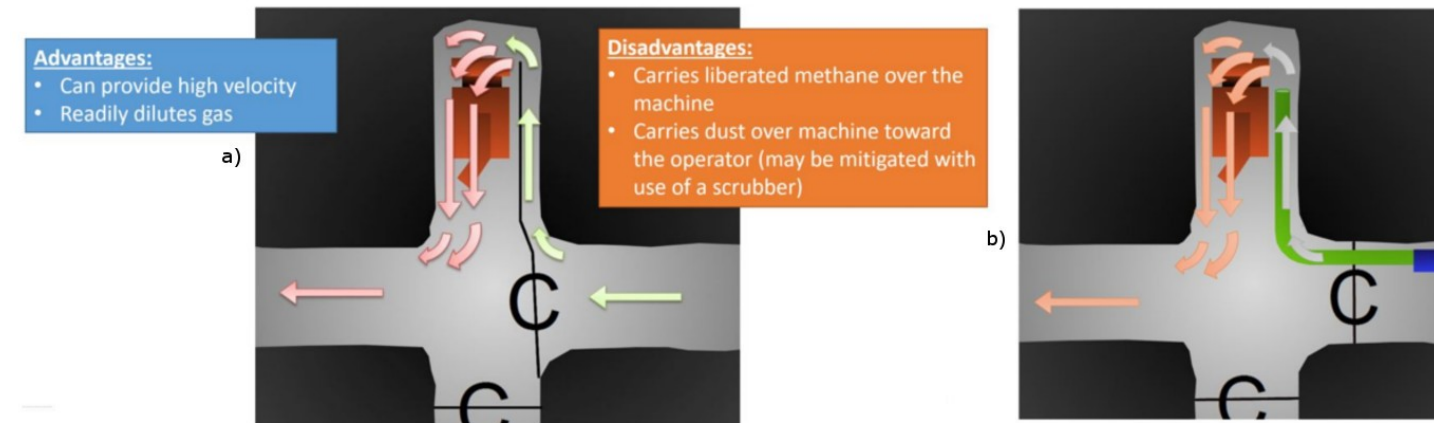 Advantages:
• Can provide high velocity
• Readily dilutes gas
a)
Disadvantages:
• Carries liberated methane over the
machine
• Carries dust over machine toward
the operator (may be mitigated with
use of a scrubber)
b)
C
C
C
C